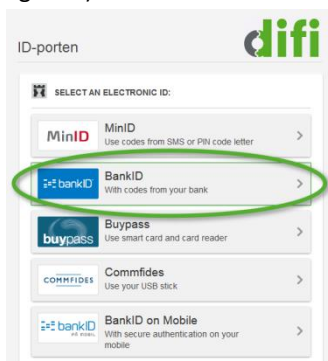 difi
ID-porten
SELECT AN ELECTRONIC ID:
MinID
MinID
Use codes from SMS or PIN code letter
bankID
BankID
With codes from your bank
buypass
Buypass
Use smart card and card reader
COMMFIDES
Commfides
Use your USB stick
bankID
BankID on Mobile
With secure authentication on your
mobile